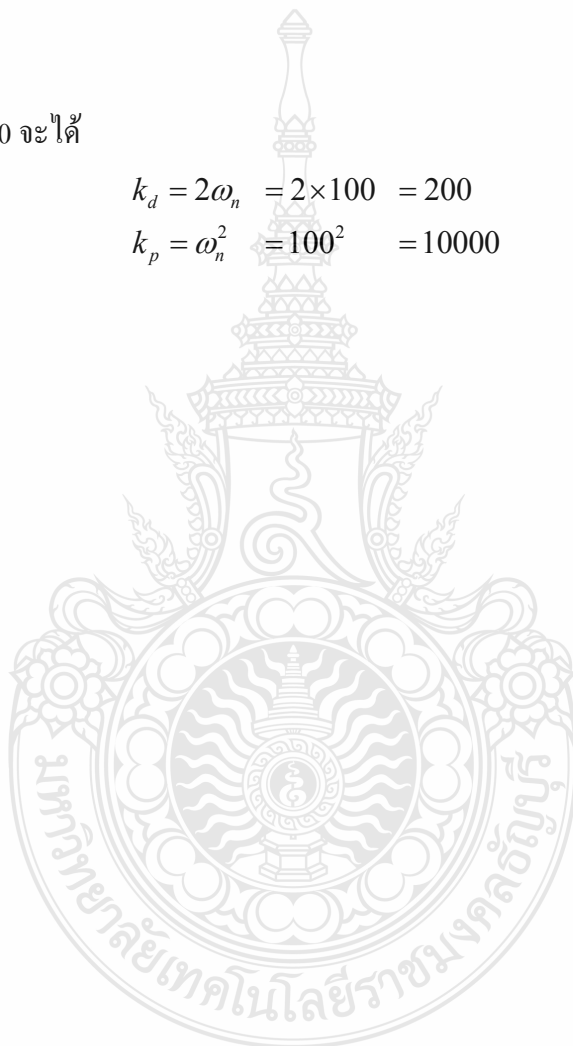 0 จะได้
k_d = 2ω_n = 2×100 = 200
k_p = ω_n^2 = 100^2 = 10000
มหาวิทยาลัยเทคโนโลยีราชมงคลธัญบุรี